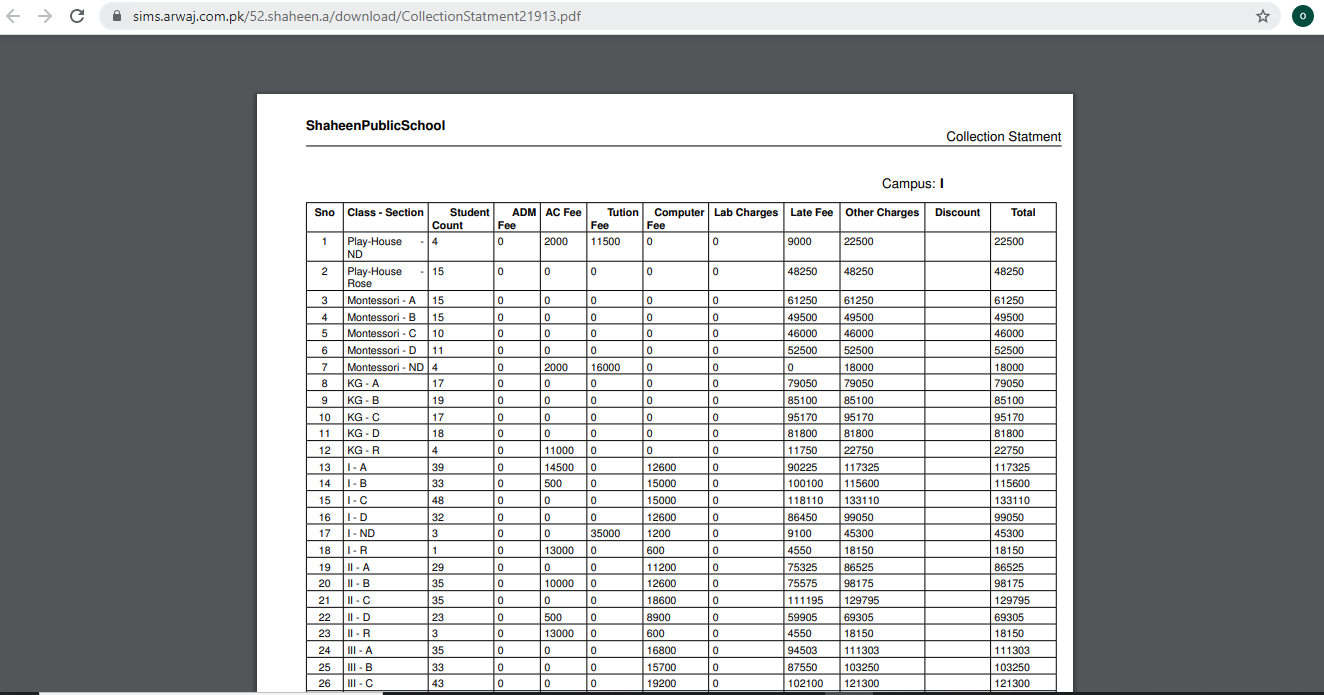 sims.arwaj.com.pk/52.shaheen.a/download/CollectionStatment21913.pdf
O
ShaheenPublicSchool
Collection Statment
Campus: I
Sno Class - Section Student Count ADM Fee AC Fee Tution Fee Computer Fee Lab Charges Late Fee Other Charges Discount Total
1 Play-House - ND 4 0 2000 11500 0 0 9000 22500 22500
2 Play-House - Rose 15 0 0 0 0 0 48250 48250 48250
3 Montessori - A 15 0 0 0 0 0 61250 61250 61250
4 Montessori - B 15 0 0 0 0 0 49500 49500 49500
5 Montessori - C 10 0 0 0 0 0 46000 46000 46000
6 Montessori - D 11 0 0 0 0 0 52500 52500 52500
7 Montessori - ND 4 0 2000 16000 0 0 0 18000 18000
8 KG - A 17 0 0 0 0 0 79050 79050 79050
9 KG - B 19 0 0 0 0 0 85100 85100 85100
10 KG - C 17 0 0 0 0 0 95170 95170 95170
11 KG - D 18 0 0 0 0 0 81800 81800 81800
12 KG - R 4 0 11000 0 0 0 11750 22750 22750
13 I - A 39 0 14500 0 12600 0 90225 117325 117325
14 I - B 33 0 500 0 15000 0 100100 115600 115600
15 I - C 48 0 0 0 15000 0 118110 133110 133110
16 I - D 32 0 0 0 12600 0 86450 99050 99050
17 I - ND 3 0 0 35000 1200 0 9100 45300 45300
18 I - R 1 0 13000 0 600 0 4550 18150 18150
19 II - A 29 0 0 0 11200 0 75325 86525 86525
20 II - B 35 0 10000 0 12600 0 75575 98175 98175
21 II - C 35 0 0 0 18600 0 111195 129795 129795
22 II - D 23 0 500 0 8900 0 59905 69305 69305
23 II - R 3 0 13000 0 600 0 4550 18150 18150
24 III - A 35 0 0 0 16800 0 94503 111303 111303
25 III - B 33 0 0 0 15700 0 87550 103250 103250
26 III - C 43 0 0 0 19200 0 102100 121300 121300